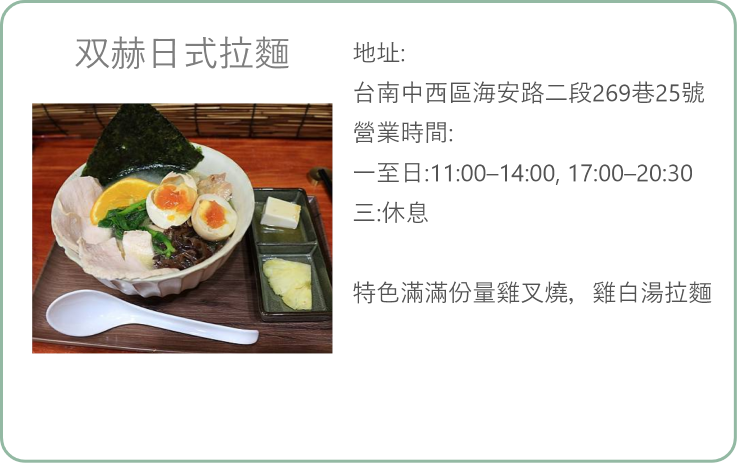 双赫日式拉麵
地址:
台南中西區海安路二段269巷25號
營業時間:
一至日:11:00–14:00, 17:00–20:30
三:休息
特色滿滿份量雞叉燒，雞白湯拉麵